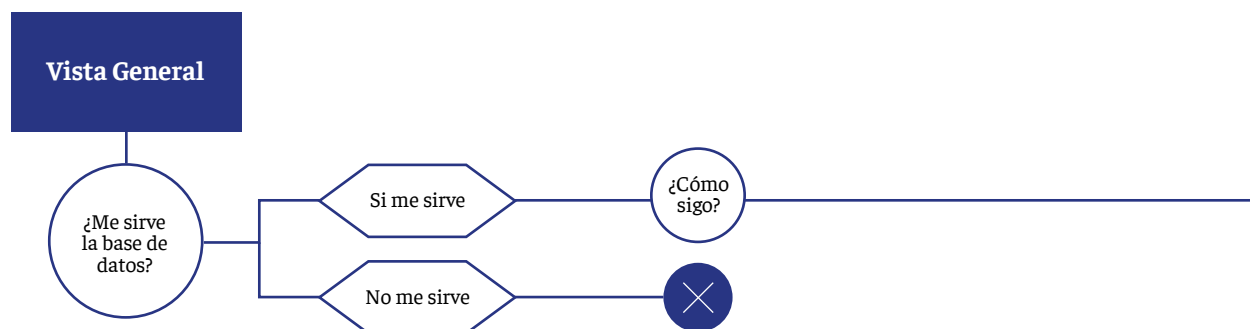 Vista General
¿Me sirve
la base de
datos?
Si me sirve
¿Cómo
sigo?
No me sirve